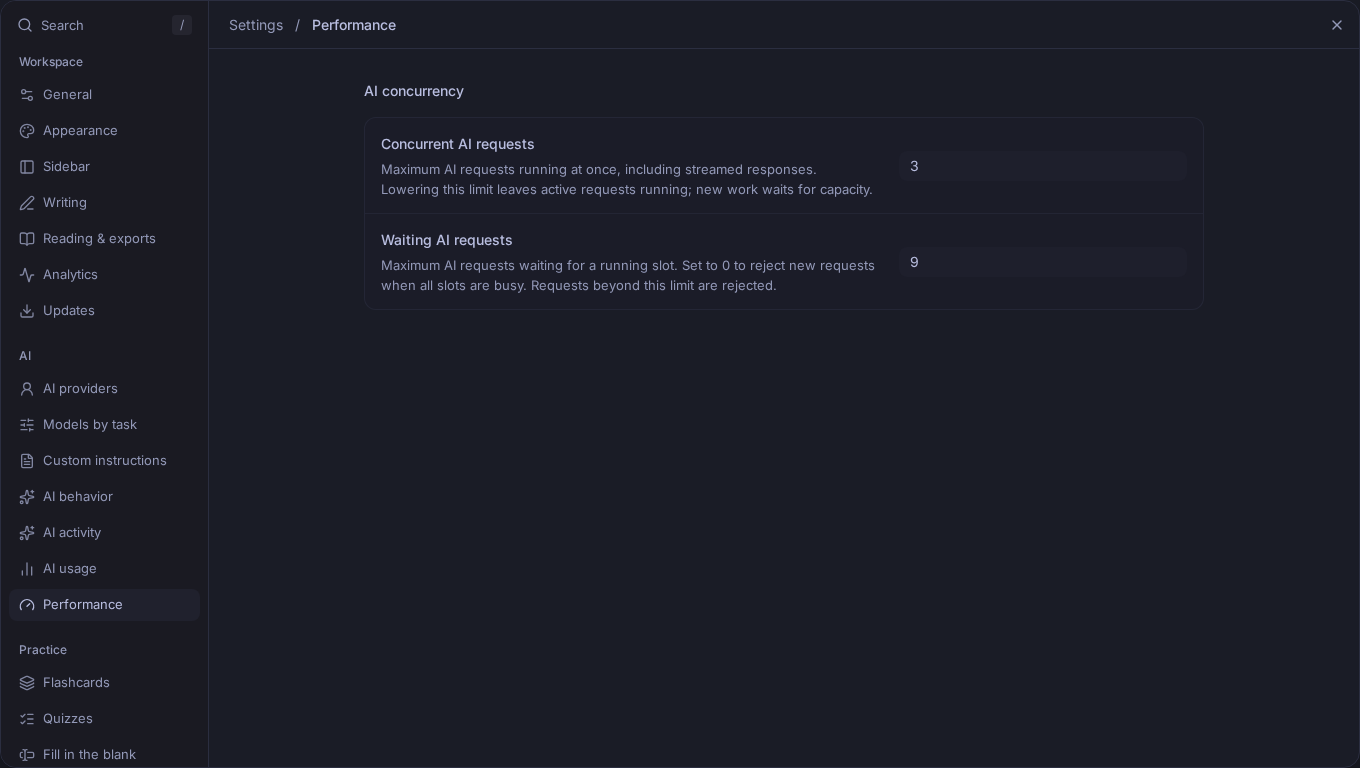 Search /
Settings / Performance
Workspace
General
Appearance
Sidebar
Writing
Reading & exports
Analytics
Updates
AI
AI providers
Models by task
Custom instructions
AI behavior
AI activity
AI usage
Performance
Practice
Flashcards
Quizzes
Fill in the blank
AI concurrency
Concurrent AI requests
Maximum AI requests running at once, including streamed responses.
Lowering this limit leaves active requests running; new work waits for capacity.
3
Waiting AI requests
Maximum AI requests waiting for a running slot. Set to 0 to reject new requests
when all slots are busy. Requests beyond this limit are rejected.
9